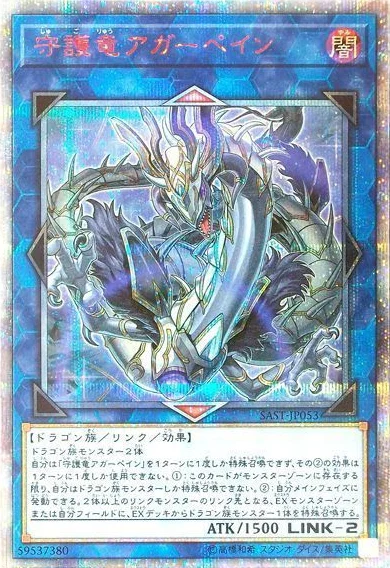 しゅ ご りゅう
守護竜アガーペイン
闇
SAST-JP053
【ドラゴン族／リンク／効果】
ドラゴン族モンスター2体
自分は「守護竜アガーペイン」を1ターンに1度しか特殊召喚できず、その②の効果は
1ターンに1度しか使用できない。①：このカードがモンスターゾーンに存在する
限り、自分はドラゴン族モンスターしか特殊召喚できない。②：自分メインフェイズに
発動できる。2体以上のリンクモンスターのリンク先となる、EXモンスターゾーン
または自分フィールドに、EXデッキからドラゴン族モンスター1体を特殊召喚する。
ATK/1500 LINK-2
59537380 ©高橋和希 スタジオ・ダイス/集英社